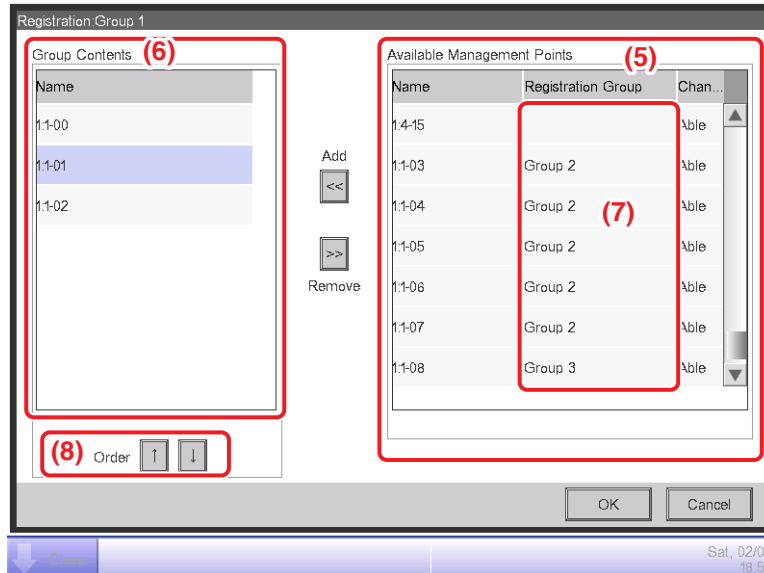 Registration:Group 1
Group Contents (6)
Name
1:1-00
1:1-01
1:1-02
Add
<<
>>
Remove
(8) Order ↑ ↓
Available Management Points (5)
Name Registration Group Chan...
1:4-15 Able
1:1-03 Group 2 Able
1:1-04 Group 2 (7) Able
1:1-05 Group 2 Able
1:1-06 Group 2 Able
1:1-07 Group 2 Able
1:1-08 Group 3 Able
OK Cancel
Sat, 02/0
18:5